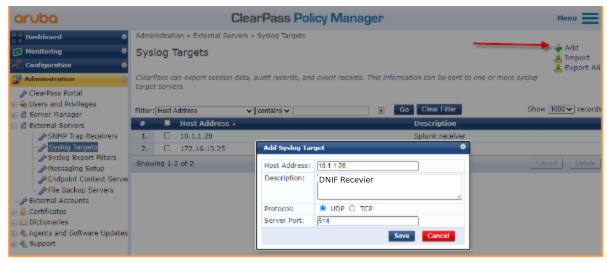 aruba
ClearPass Policy Manager
Menu
Dashboard
Monitoring
Configuration
Administration
ClearPass Portal
Users and Privileges
Server Manager
External Servers
SNMP Trap Receivers
Syslog Targets
Syslog Export Filters
Messaging Setup
Endpoint Context Server
File Backup Servers
External Accounts
Certificates
Dictionaries
Agents and Software Updates
Support
Administration » External Servers » Syslog Targets
Syslog Targets
Add
Import
Export All
ClearPass can export session data, audit records, and event records. This information can be sent to one or more syslog
target servers.
Filter: Host Address contains Go Clear Filter Show 1000 records
# Host Address Description
1. 10.1.1.28 Splunk receiver
2. 172.16.13.25
Showing 1-2 of 2
Export Delete
Add Syslog Target
Host Address: 10.1.1.28
Description: DNIF Recevier
Protocol: UDP TCP
Server Port: 514
Save Cancel